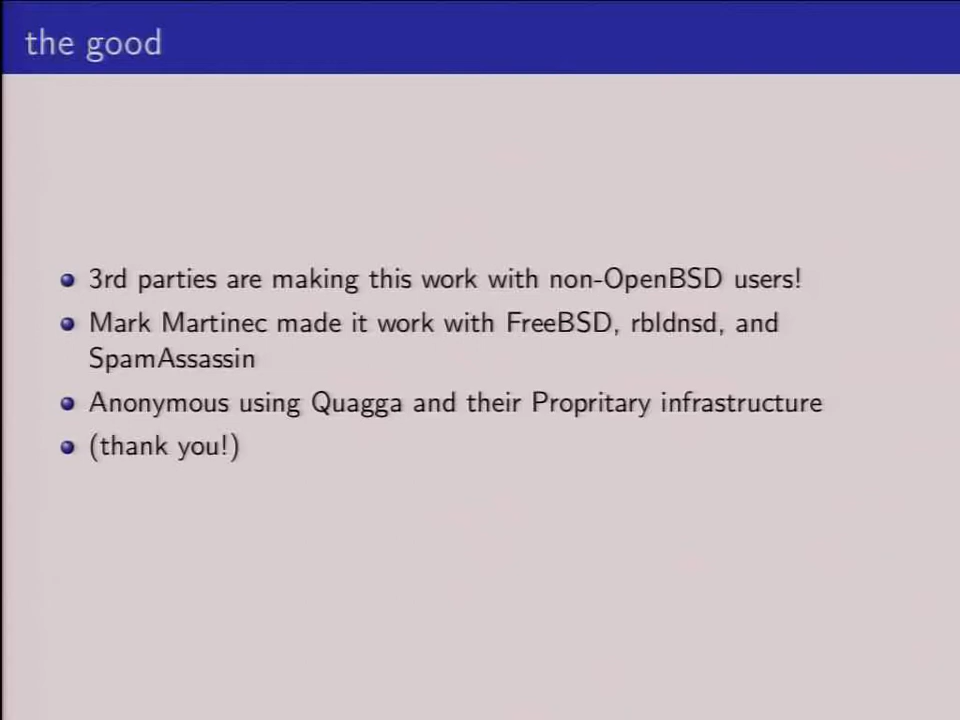 the good
3rd parties are making this work with non-OpenBSD users!
Mark Martinec made it work with FreeBSD, rbldnsd, and
SpamAssassin
Anonymous using Quagga and their Propritary infrastructure
(thank you!)